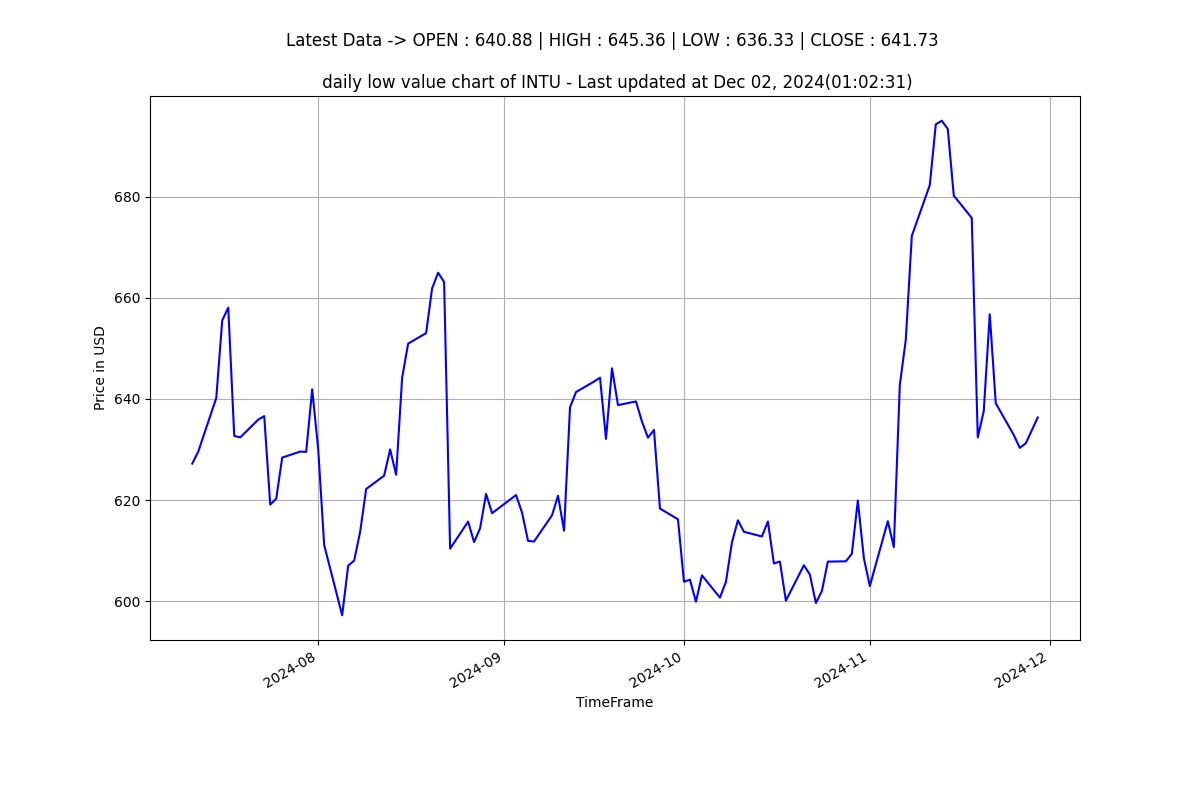 Latest Data -> OPEN : 640.88 | HIGH : 645.36 | LOW : 636.33 | CLOSE : 641.73
daily low value chart of INTU - Last updated at Dec 02, 2024(01:02:31)
Price in USD
680
660
640
620
600
2024-08
2024-09
2024-10
2024-11
2024-12
TimeFrame